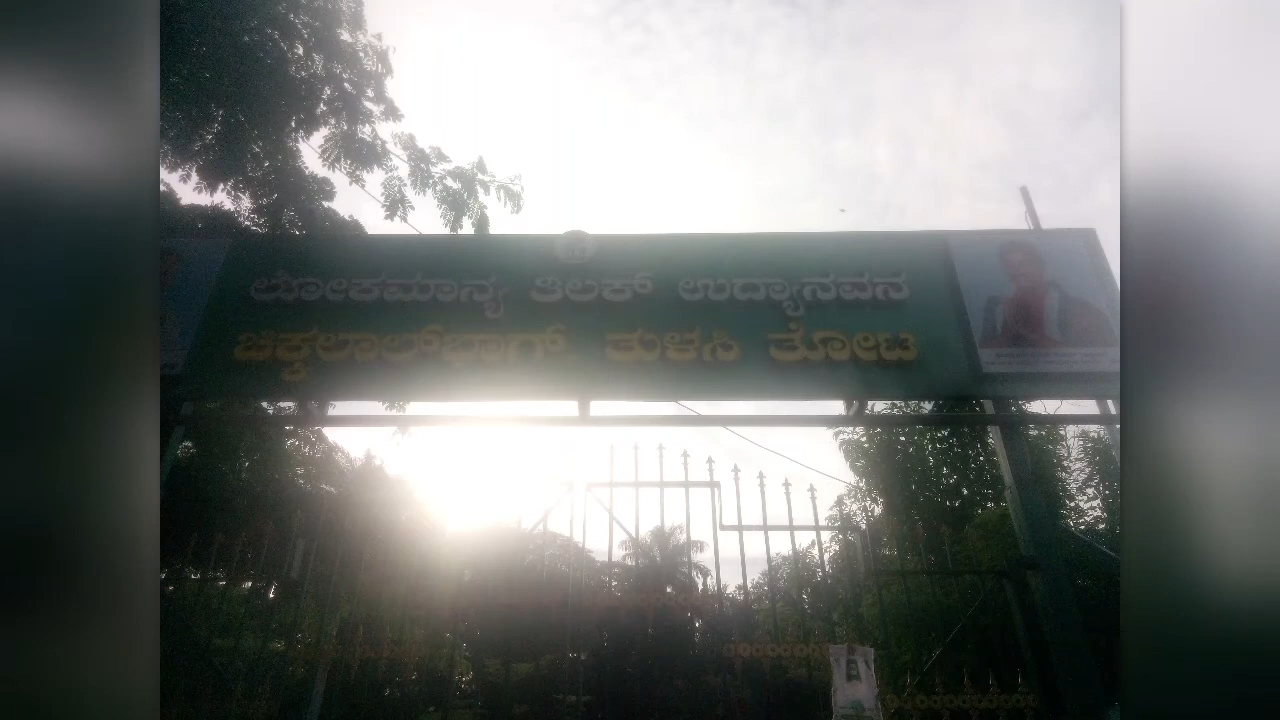 ಲೋಕಮಾನ್ಯ ತಿಲಕ್ ಉದ್ಯಾನವನ
ಚಿಕ್ಕಲಾಲ್‌ಭಾಗ್ ತುಳಸಿ ತೋಟ